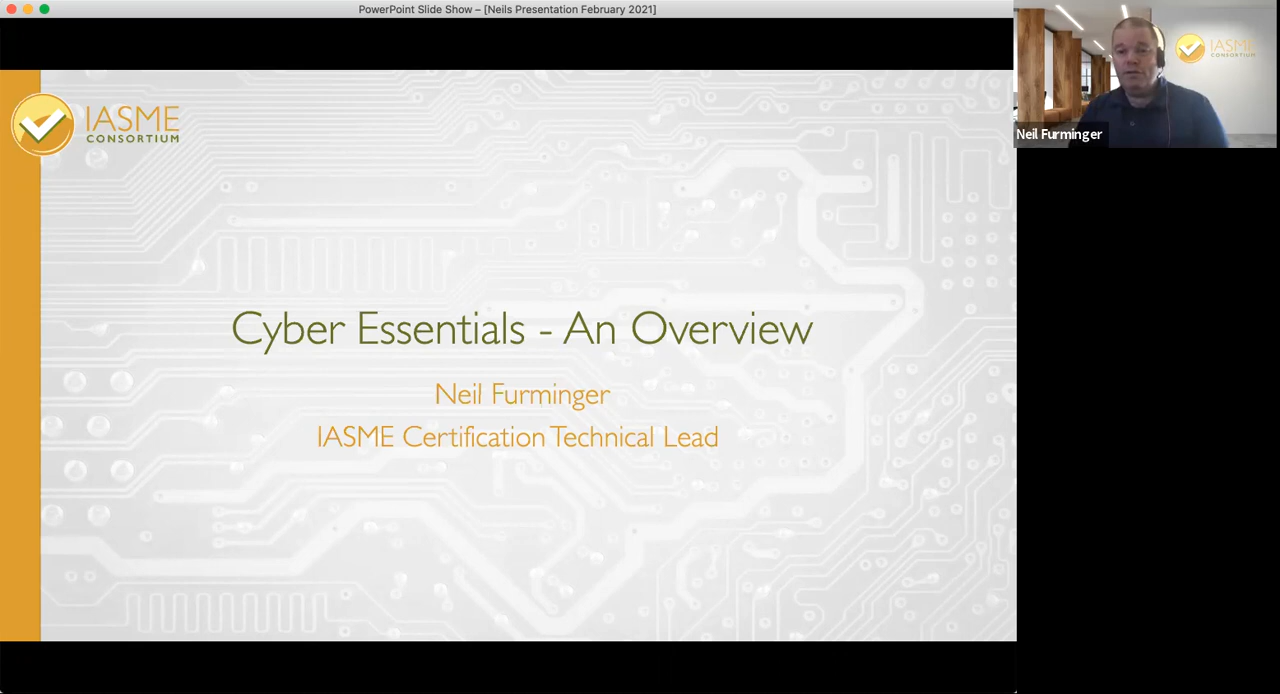 PowerPoint Slide Show – [Neils Presentation February 2021]
IASME
CONSORTIUM
Cyber Essentials - An Overview
Neil Furminger
IASME Certification Technical Lead
IASME
CONSORTIUM
Neil Furminger